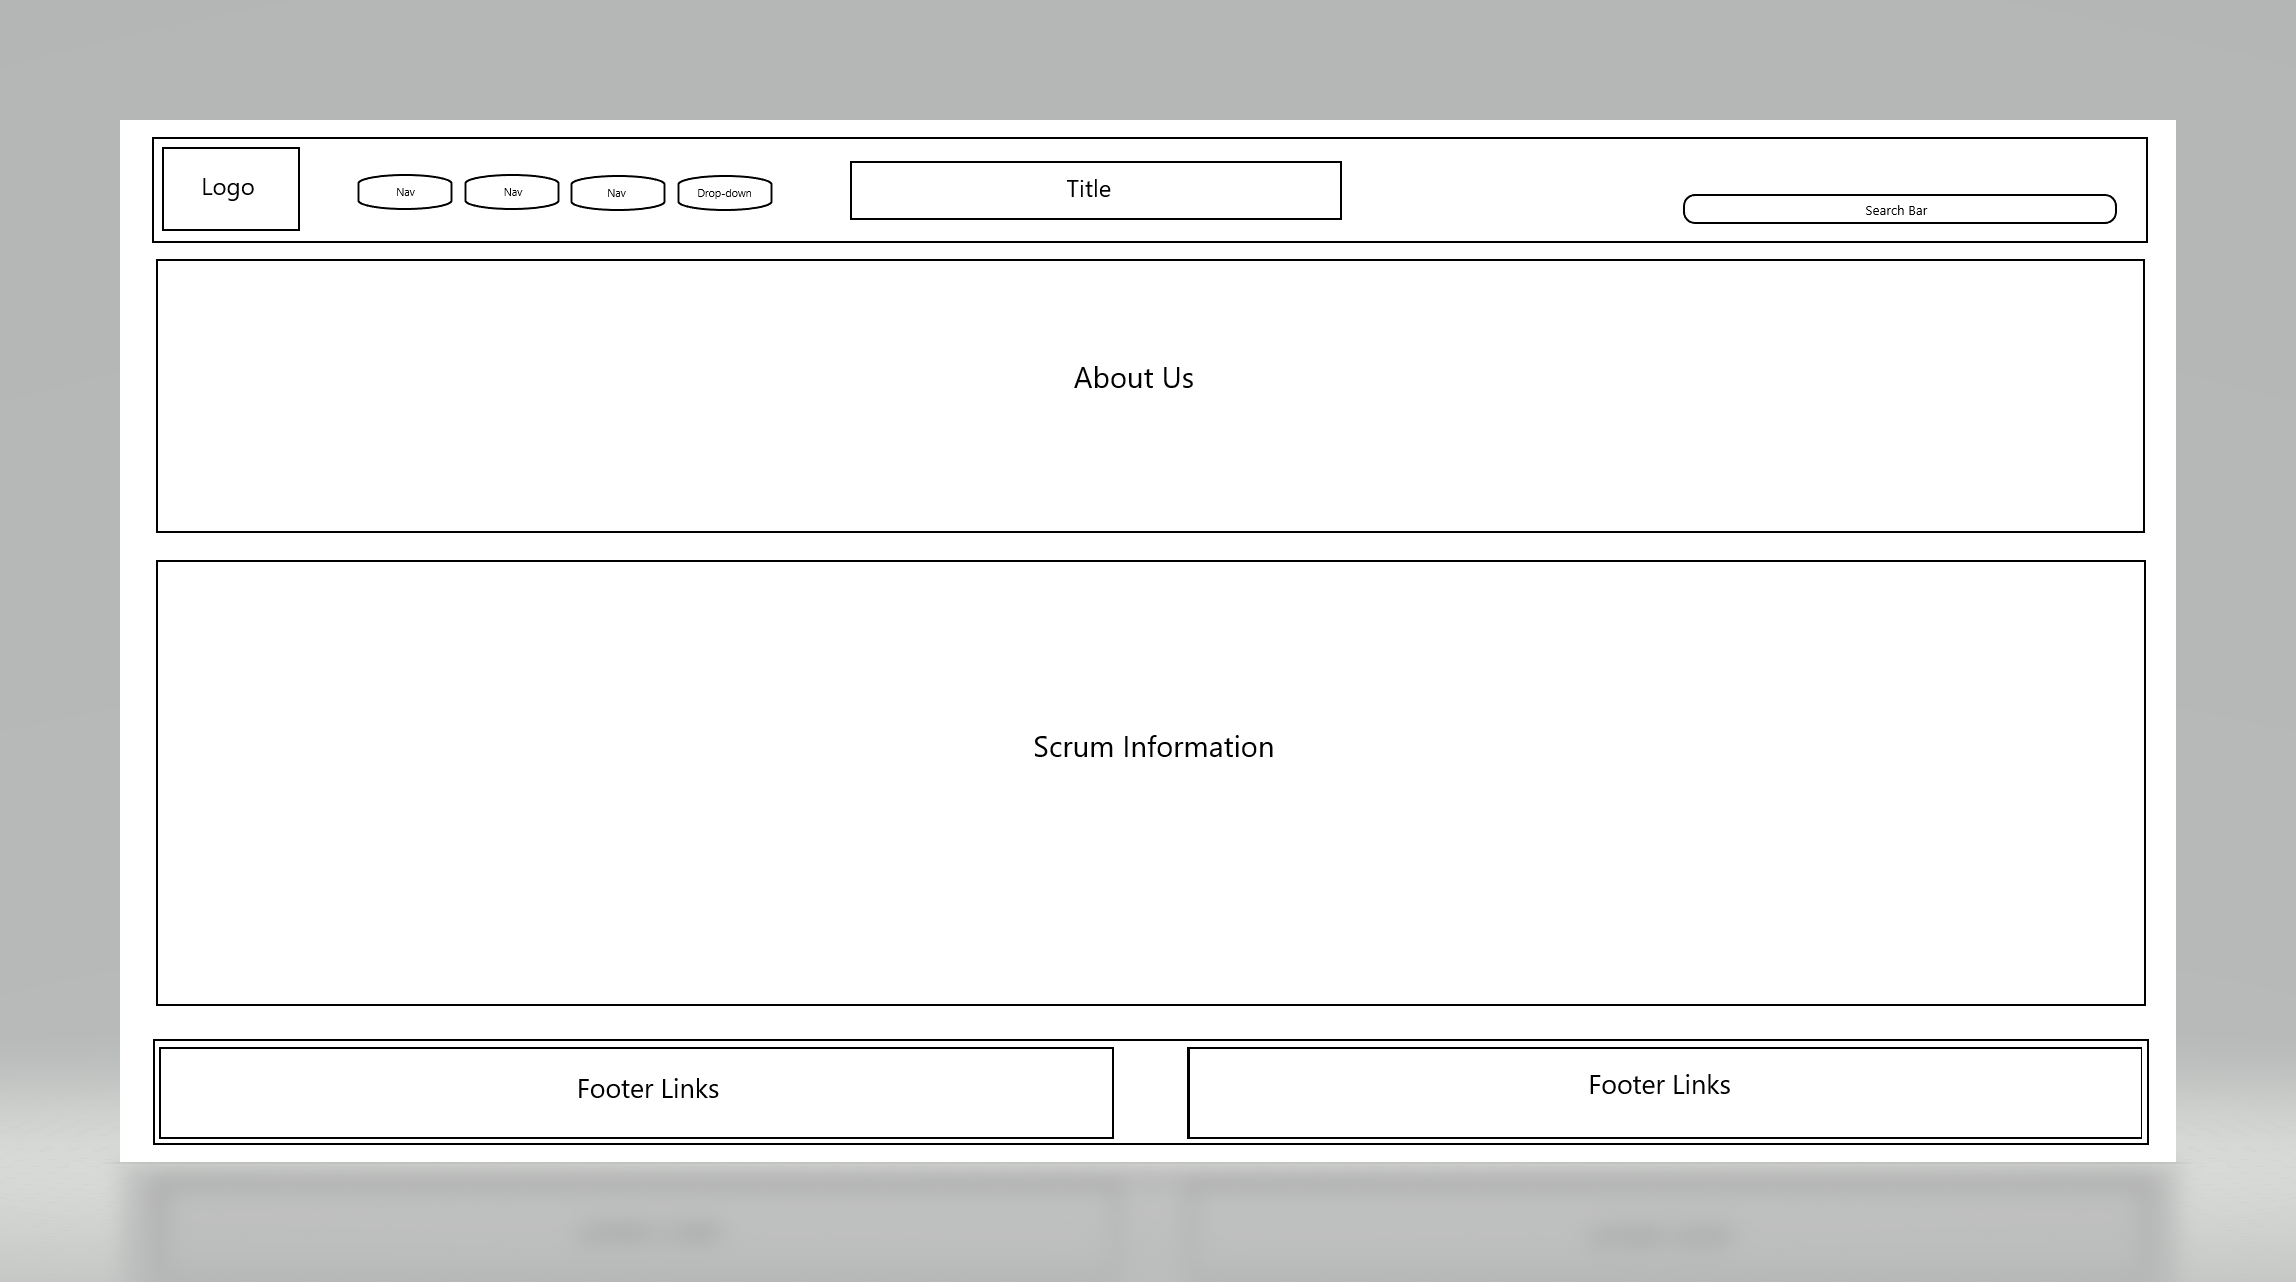 Logo
Nav
Nav
Nav
Drop-down
Title
Search Bar
About Us
Scrum Information
Footer Links
Footer Links